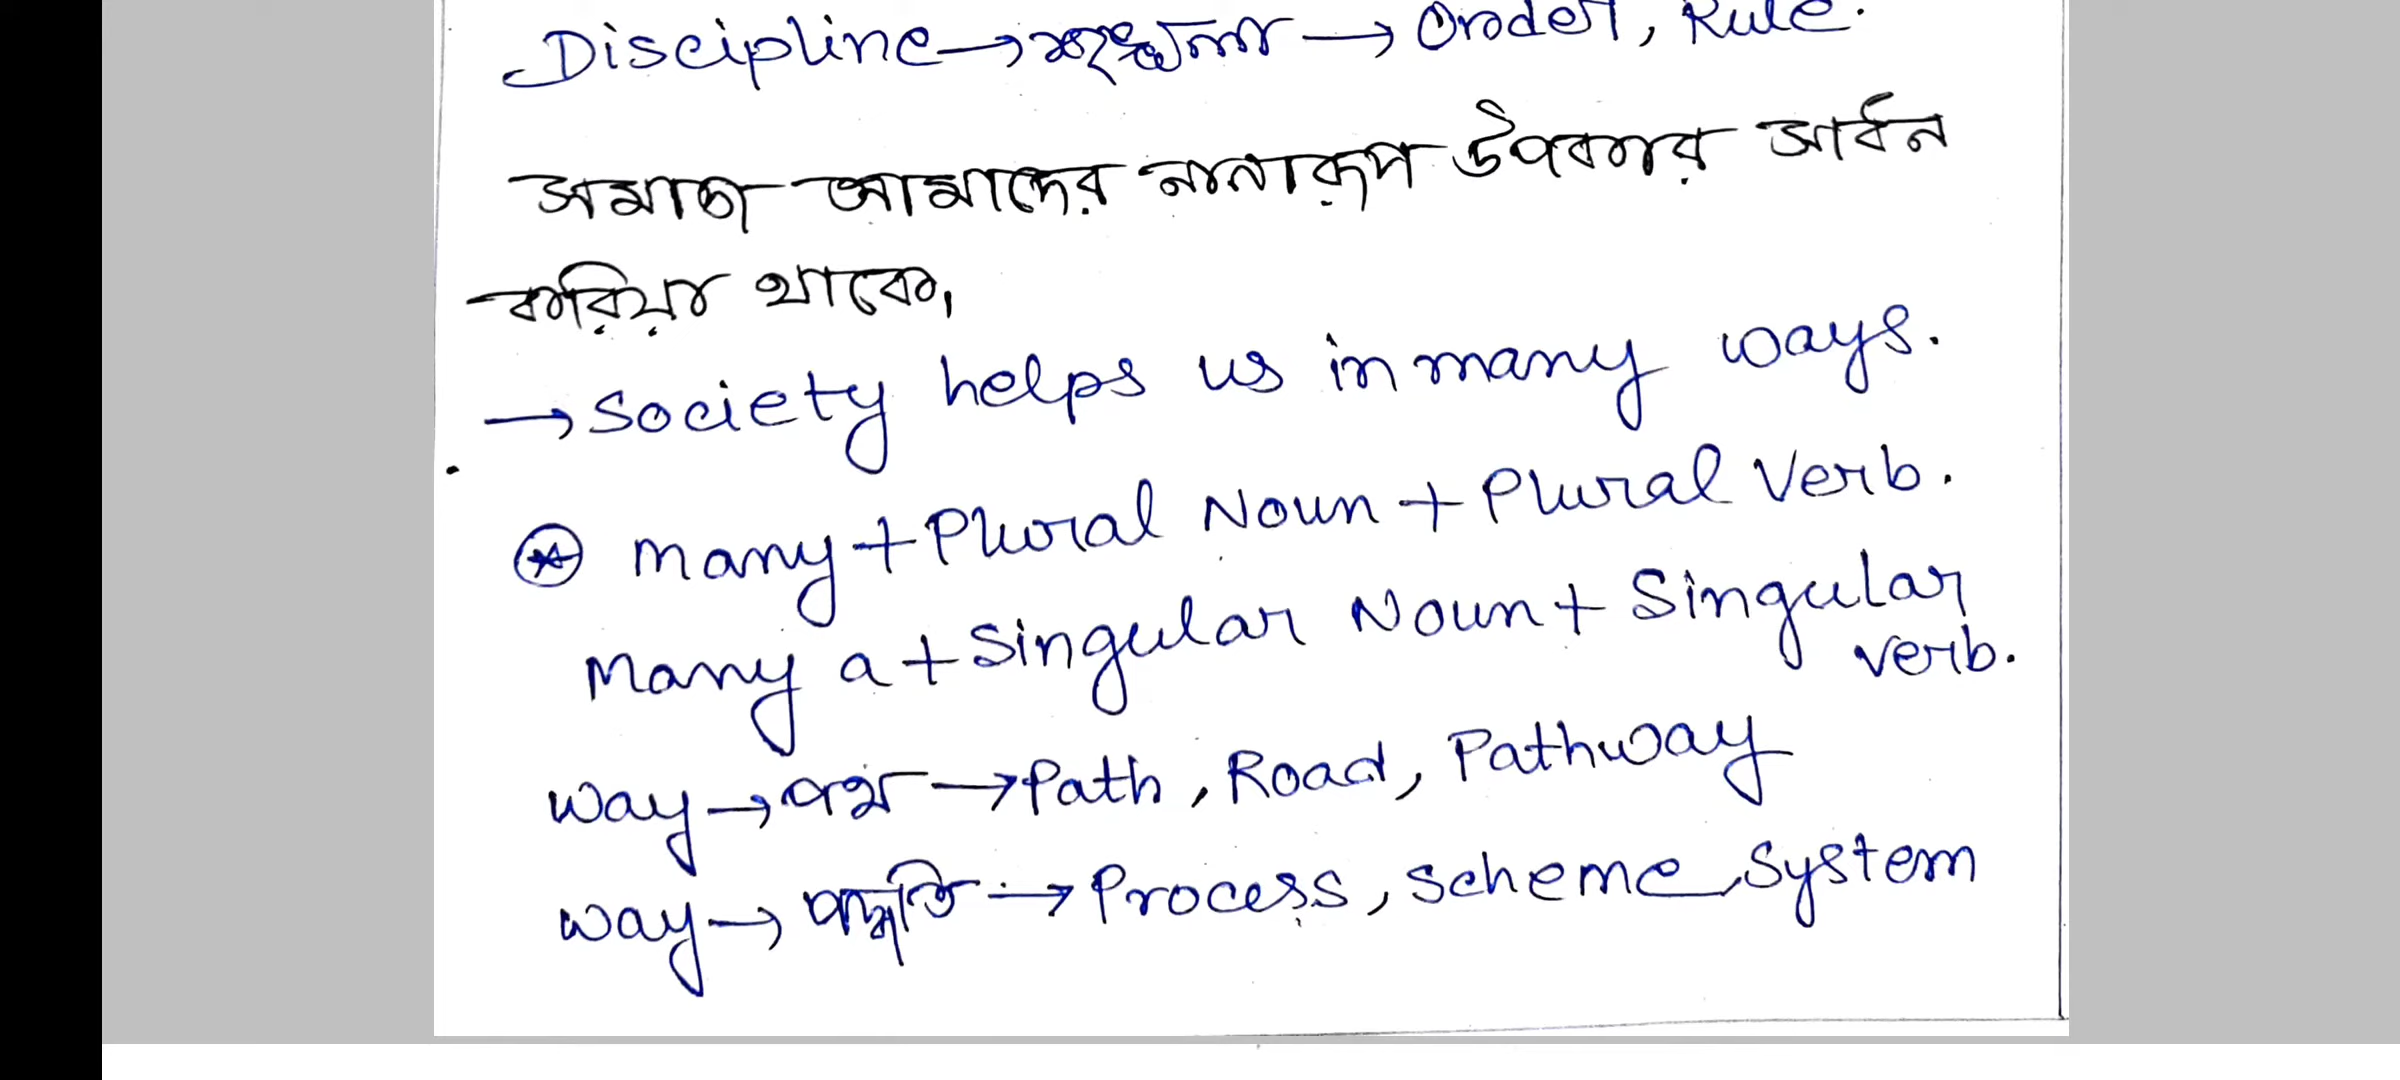 Discipline→শৃঙ্খলা → Order, Rule.
সমাজ আমাদের নানারূপ উপকার সাধন
করিয়া থাকে।
→ Society helps us in many ways.
⊛ Many + Plural Noun + Plural Verb.
Many a + Singular Noun + Singular
Verb.
Way → পথ → Path, Road, Pathway
Way → পদ্ধতি → Process, Scheme, System